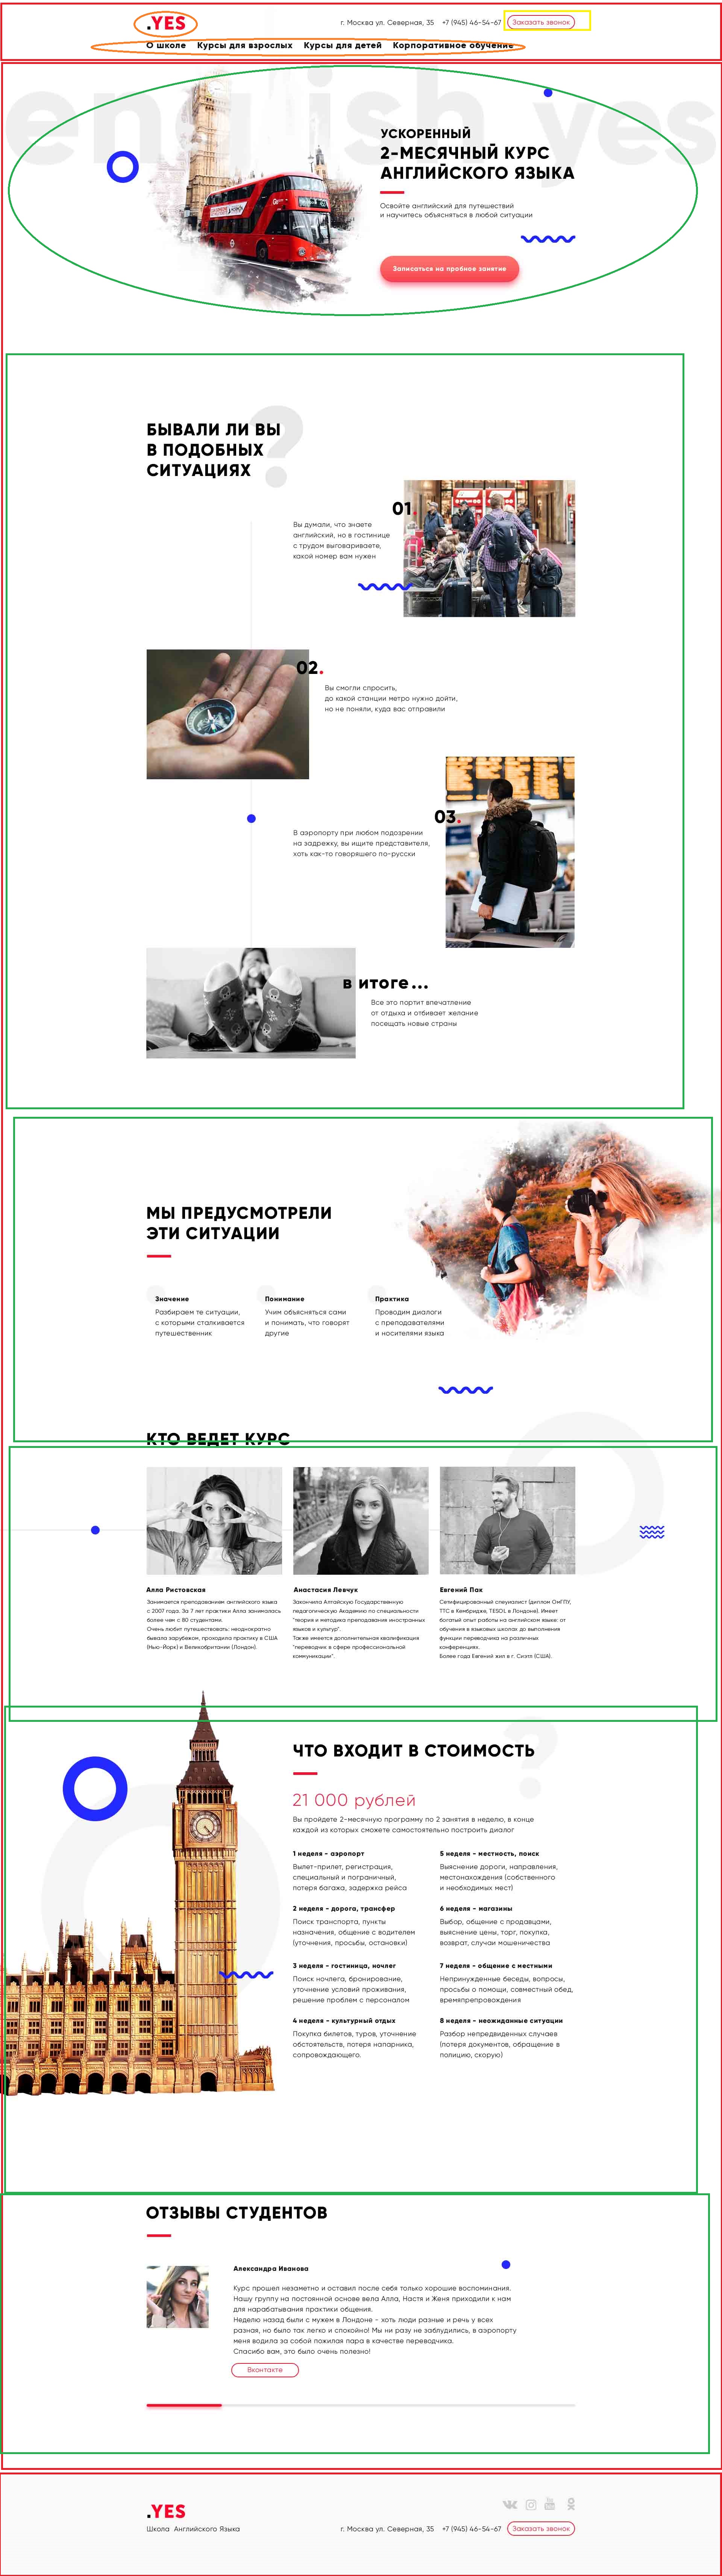 .YES
г. Москва ул. Северная, 35 +7 (945) 46-54-67 Заказать звонок
О школе Курсы для взрослых Курсы для детей Корпоративное обучение
english yes
УСКОРЕННЫЙ
2-МЕСЯЧНЫЙ КУРС
АНГЛИЙСКОГО ЯЗЫКА
Освойте английский для путешествий
и научитесь объясняться в любой ситуации
Записаться на пробное занятие
БЫВАЛИ ЛИ ВЫ
В ПОДОБНЫХ
СИТУАЦИЯХ
?
01.
Вы думали, что знаете
английский, но в гостинице
с трудом выговариваете,
какой номер вам нужен
02.
Вы смогли спросить,
до какой станции метро нужно дойти,
но не поняли, куда вас отправили
03.
В аэропорту при любом подозрении
на задрежку, вы ищите представителя,
хоть как-то говоряшего по-русски
в итоге...
Все это портит впечатление
от отдыха и отбивает желание
посещать новые страны
МЫ ПРЕДУСМОТРЕЛИ
ЭТИ СИТУАЦИИ
Значение
Разбираем те ситуации,
с которыми сталкивается
путешественник
Понимание
Учим объясняться сами
и понимать, что говорят
другие
Практика
Проводим диалоги
с преподавателями
и носителями языка
КТО ВЕДЕТ КУРС
Алла Ристовская
Занимается преподаванием английского языка
с 2007 года. За 7 лет практики Алла занималась
более чем с 80 студентами.
Очень любит путешествовать: неоднократно
бывала зарубежом, проходила практику в США
(Нью-Йорк) и Великобритании (Лондон).
Анастасия Левчук
Закончила Алтайскую Государственную
педагогическую Академию по специальности
"теория и методика преподавания иностранных
языков и культур".
Также имеется дополнительная квалификация
"переводчик в сфере профессиональной
коммуникации".
Евгений Пак
Сетифицированный специалист (диплом ОмГПУ,
TTC в Кембридже, TESOL в Лондоне). Имеет
богатый опыт работы на английском языке: от
обучения в языковых школах до выполнения
функции переводчика на различных
конференциях.
Более года Евгений жил в г. Сиэтл (США).
ЧТО ВХОДИТ В СТОИМОСТЬ
?
21 000 рублей
Вы пройдете 2-месячную программу по 2 занятия в неделю, в конце
каждой из которых сможете самостоятельно построить диалог
1 неделя - аэропорт
Вылет-прилет, регистрация,
специальный и пограничный,
потеря багажа, задержка рейса
2 неделя - дорога, трансфер
Поиск транспорта, пункты
назначения, общение с водителем
(уточнения, просьбы, остановки)
3 неделя - гостиница, ночлег
Поиск ночлега, бронирование,
уточнение условий проживания,
решение проблем с персоналом
4 неделя - культурный отдых
Покупка билетов, туров, уточнение
обстоятельств, потеря напарника,
сопровождающего.
5 неделя - местность, поиск
Выяснение дороги, направления,
местонахождения (собственного
и необходимых мест)
6 неделя - магазины
Выбор, общение с продавцами,
выяснение цены, торг, покупка,
возврат, случаи мошеничества
7 неделя - общение с местными
Непринужденные беседы, вопросы,
просьбы о помощи, совместный обед,
времяпрепровождения
8 неделя - неожиданные ситуации
Разбор непредвиденных случаев
(потеря документов, обращение в
полицию, скорую)
ОТЗЫВЫ СТУДЕНТОВ
Александра Иванова
Курс прошел незаметно и оставил после себя только хорошие воспоминания.
Нашу группу на постоянной основе вела Алла, Настя и Женя приходили к нам
для нарабатывания практики общения.
Неделю назад были с мужем в Лондоне - хоть люди разные и речь у всех
разная, но было так легко и спокойно! Мы ни разу не заблудились, в аэропорту
меня водила за собой пожилая пара в качестве переводчика.
Спасибо вам, это было очень полезно!
Вконтакте
.YES
Школа Английского Языка
г. Москва ул. Северная, 35 +7 (945) 46-54-67 Заказать звонок